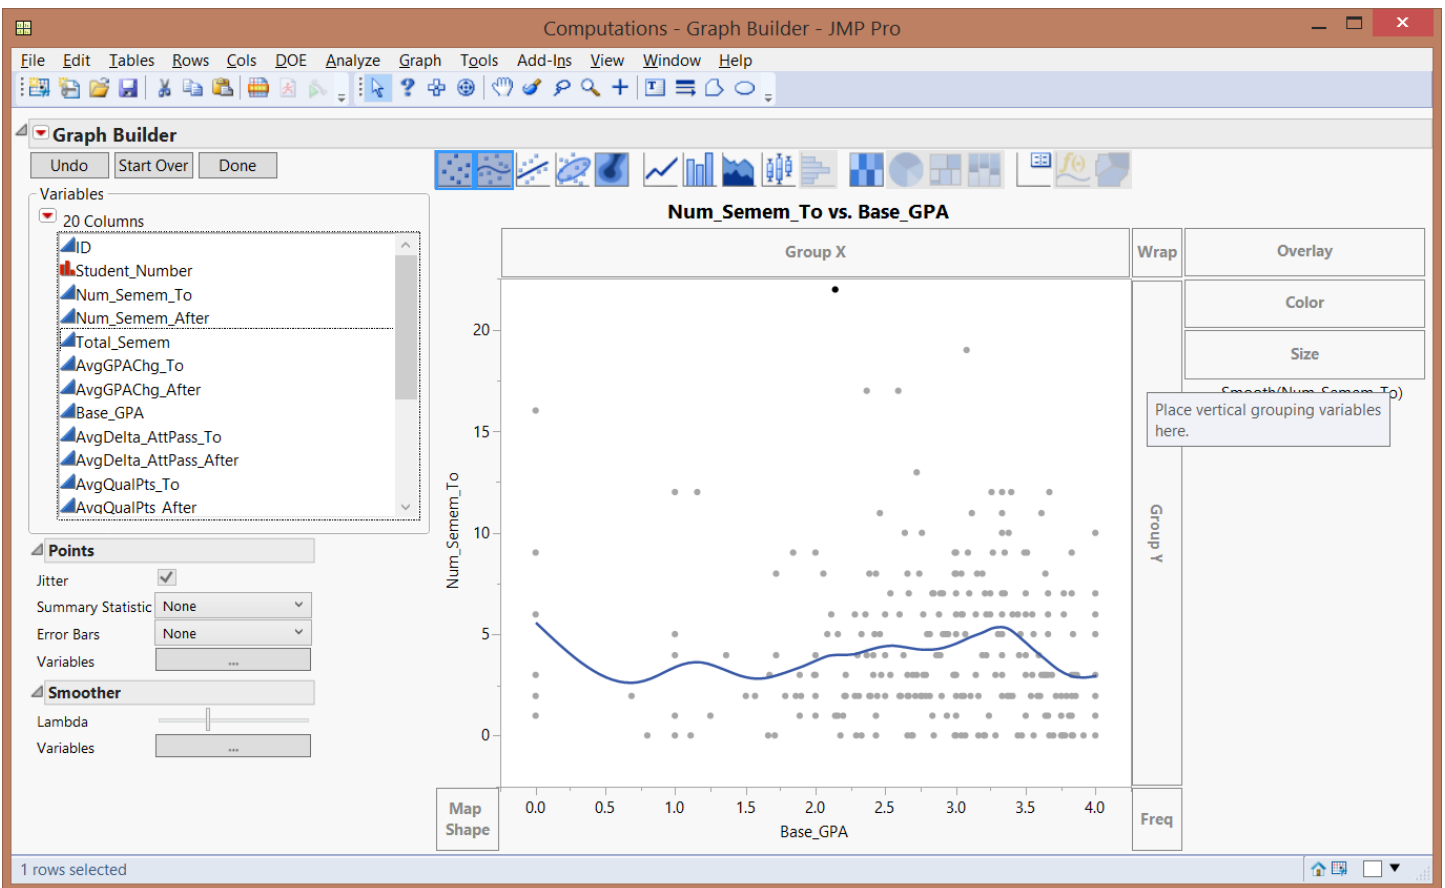 Computations - Graph Builder - JMP Pro
File Edit Tables Rows Cols DOE Analyze Graph Tools Add-Ins View Window Help
Graph Builder
Undo Start Over Done
Variables
20 Columns
ID
Student_Number
Num_Semem_To
Num_Semem_After
Total_Semem
AvgGPAChg_To
AvgGPAChg_After
Base_GPA
AvgDelta_AttPass_To
AvgDelta_AttPass_After
AvgQualPts_To
AvgQualPts After
Points
Jitter
Summary Statistic None
Error Bars None
Variables ...
Smoother
Lambda
Variables ...
Num_Semem_To vs. Base_GPA
Group X
Wrap
Overlay
Color
Size
Smooth(Num_Semem_To)
Place vertical grouping variables
here.
Group Y
Num_Semem_To
20
15
10
5
0
0.0 0.5 1.0 1.5 2.0 2.5 3.0 3.5 4.0
Base_GPA
Map
Shape
Freq
1 rows selected